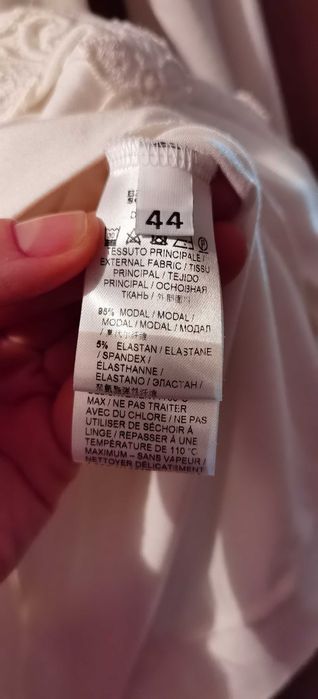 44
TESSUTO PRINCIPALE/
EXTERNAL FABRIC / TISSU
PRINCIPAL / TEJIDO
PRINCIPAL / ОСНОВНАЯ
ТКАНЬ /
95% MODAL / MODAL /
MODAL / MODAL / МОДАЛ
5% ELASTAN / ELASTANE
/ SPANDEX /
ÉLASTHANNE /
ELASTANO / ЭЛАСТАН /
MAX / NE PAS TRAITER
AVEC DU CHLORE / NE PAS
UTILISER DE SÉCHOIR À
LINGE / REPASSER À UNE
TEMPÉRATURE DE 110 °C
MAXIMUM – SANS VAPEUR /
NETTOYER DÉLICATEMENT